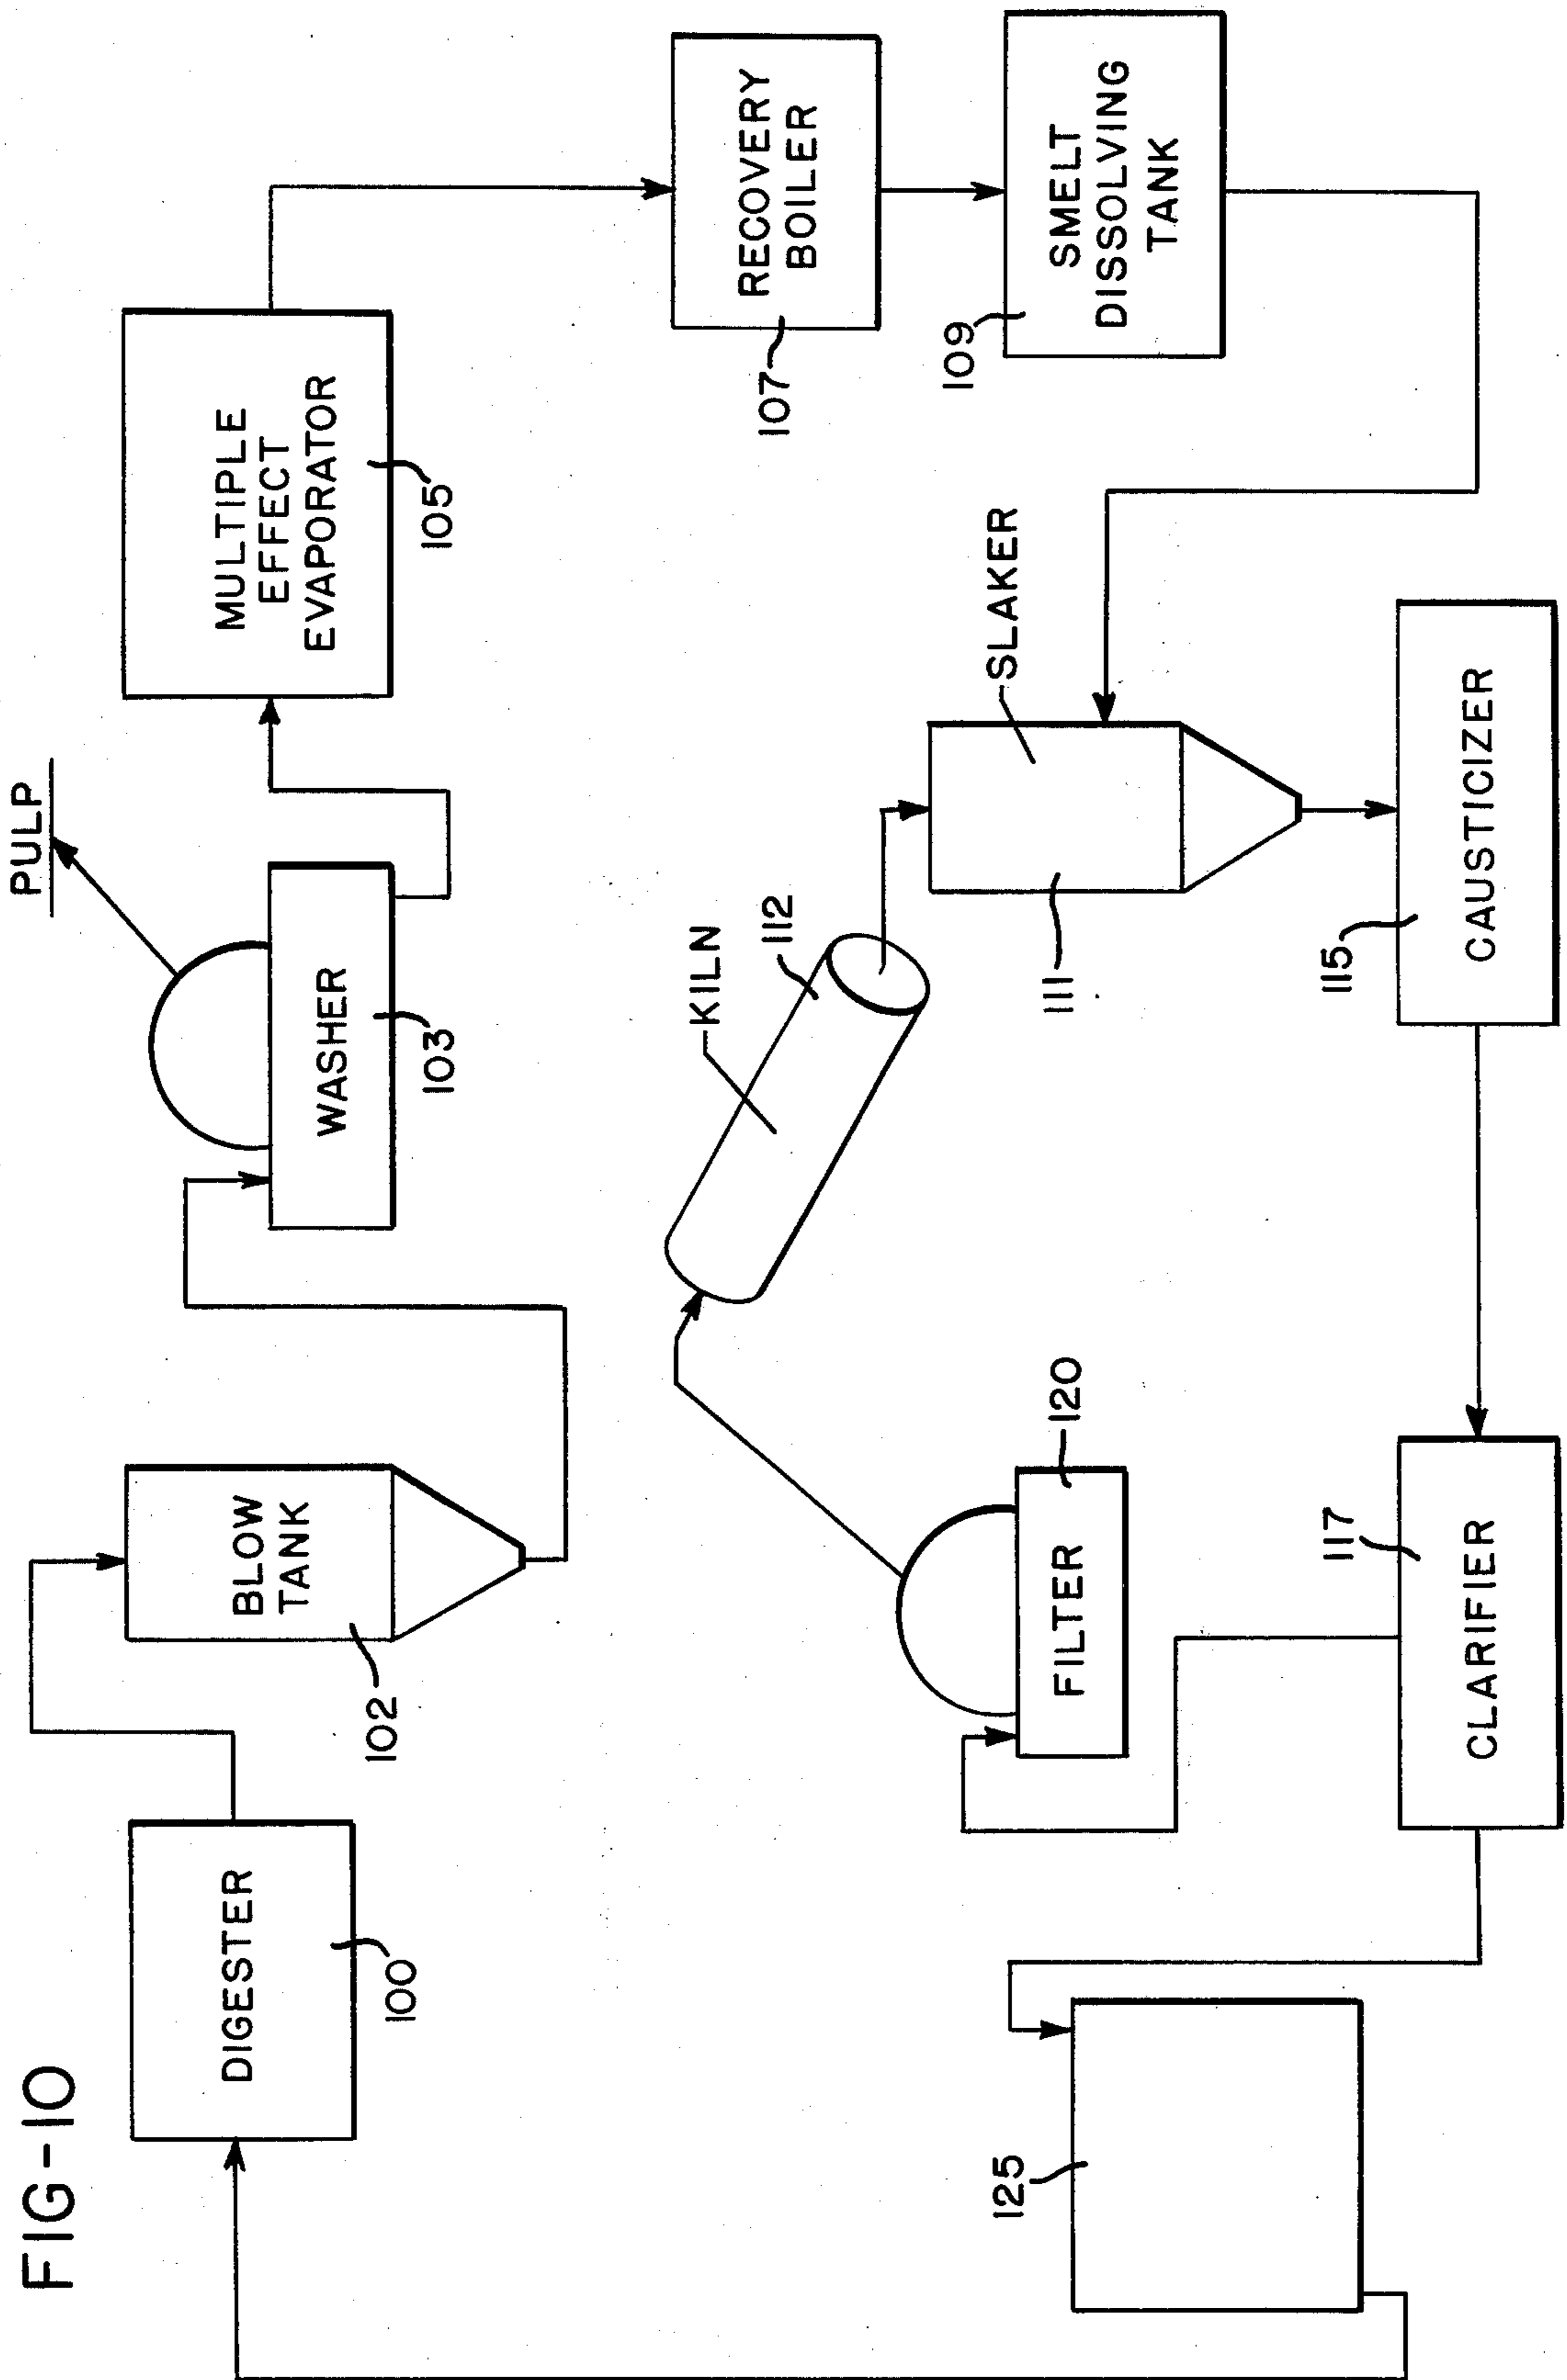 FIG-10
DIGESTER
100
BLOW
TANK
102
PULP
WASHER
103
MULTIPLE
EFFECT
EVAPORATOR
105
RECOVERY
BOILER
107
SMELT
DISSOLVING
TANK
109
SLAKER
111
KILN
112
CAUSTICIZER
115
CLARIFIER
117
FILTER
120
125